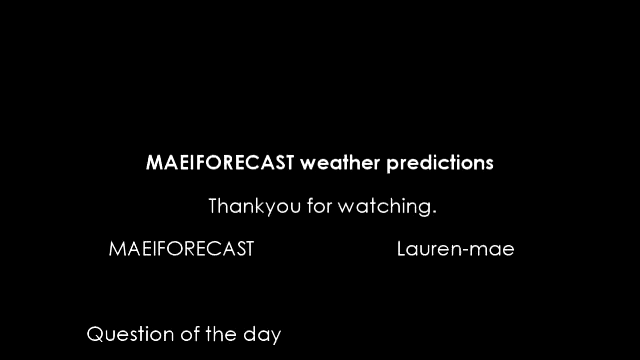 MAEIFORECAST weather predictions
Thankyou for watching.
MAEIFORECAST Lauren-mae
Question of the day